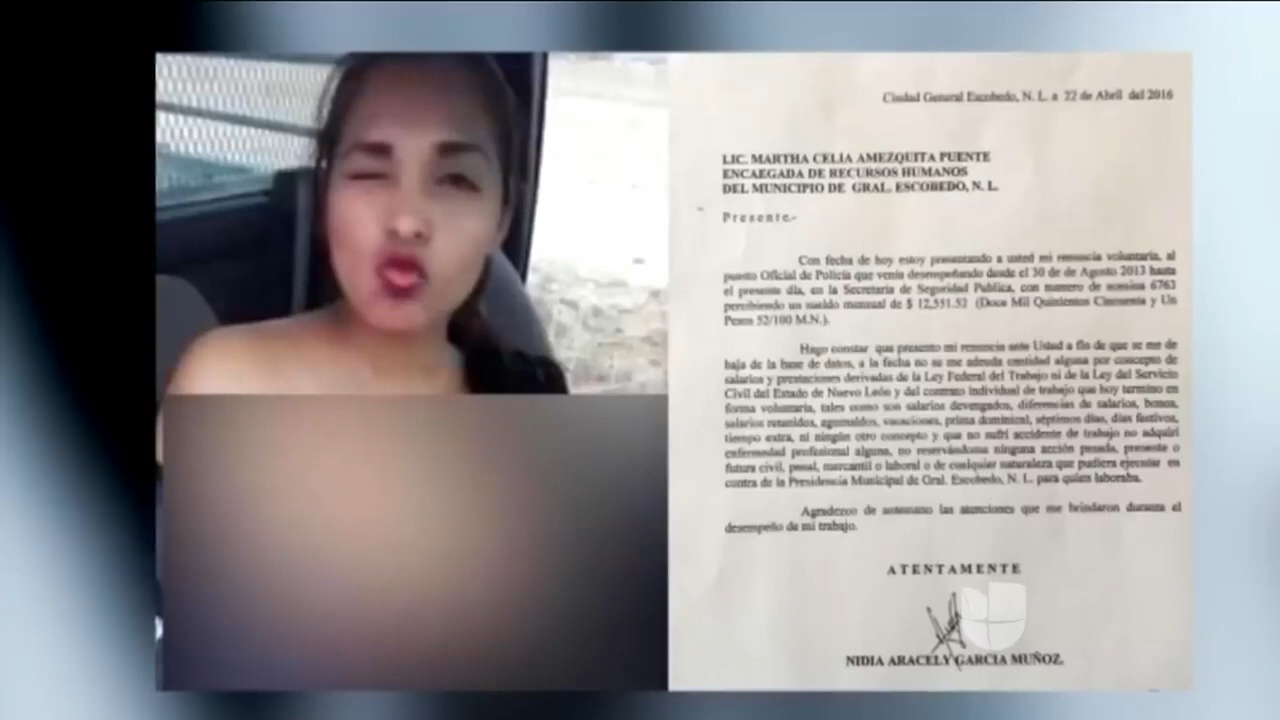 Ciudad General Escobedo, N. L. a 22 de Abril del 2016
LIC. MARTHA CELIA AMEZQUITA PUENTE
ENCAEGADA DE RECURSOS HUMANOS
DEL MUNICIPIO DE GRAL. ESCOBEDO, N. L.
Presente.-
Con fecha de hoy estoy presentando a usted mi renuncia voluntaria, al
puesto Oficial de Policía que venia desempeñando desde el 30 de de Agosto 2013 hasta
el presente día, en la Secretaria de Seguridad Publica, con numero de nomina 6763
percibiendo un sueldo mensual de $ 12,551.52 (Doce Mil Quinientos Cincuenta y Un
Pesos 52/100 M.N.).
Hago constar que presento mi renuncia ante Usted a fin de que se me de
baja de la base de datos, a la fecha no se me adeuda cantidad alguna por concepto de
salarios y prestaciones derivadas de la Ley Federal del Trabajo ni de la Ley del Servicio
Civil del Estado de Nuevo León y del contrato individual de trabajo que hoy termino en
forma voluntaria, tales como son salarios devengados, diferencias de salarios, bonos,
salarios retenidos, aguinaldos, vacaciones, prima dominical, séptimos días, días festivos,
tiempo extra, ni ningún otro concepto y que no sufrí accidente de trabajo no adquirí
enfermedad profesional alguna, no reservándome ninguna acción pasada, presente o
futura civil, penal, mercantil o laboral o de cualquier naturaleza que pudiera ejecutar en
contra de la Presidencia Municipal de Gral. Escobedo, N. L. para quien laboraba.
Agradezco de antemano las atenciones que me brindaron durante el
desempeño de mi trabajo.
ATENTAMENTE
NIDIA ARACELY GARCIA MUÑOZ.